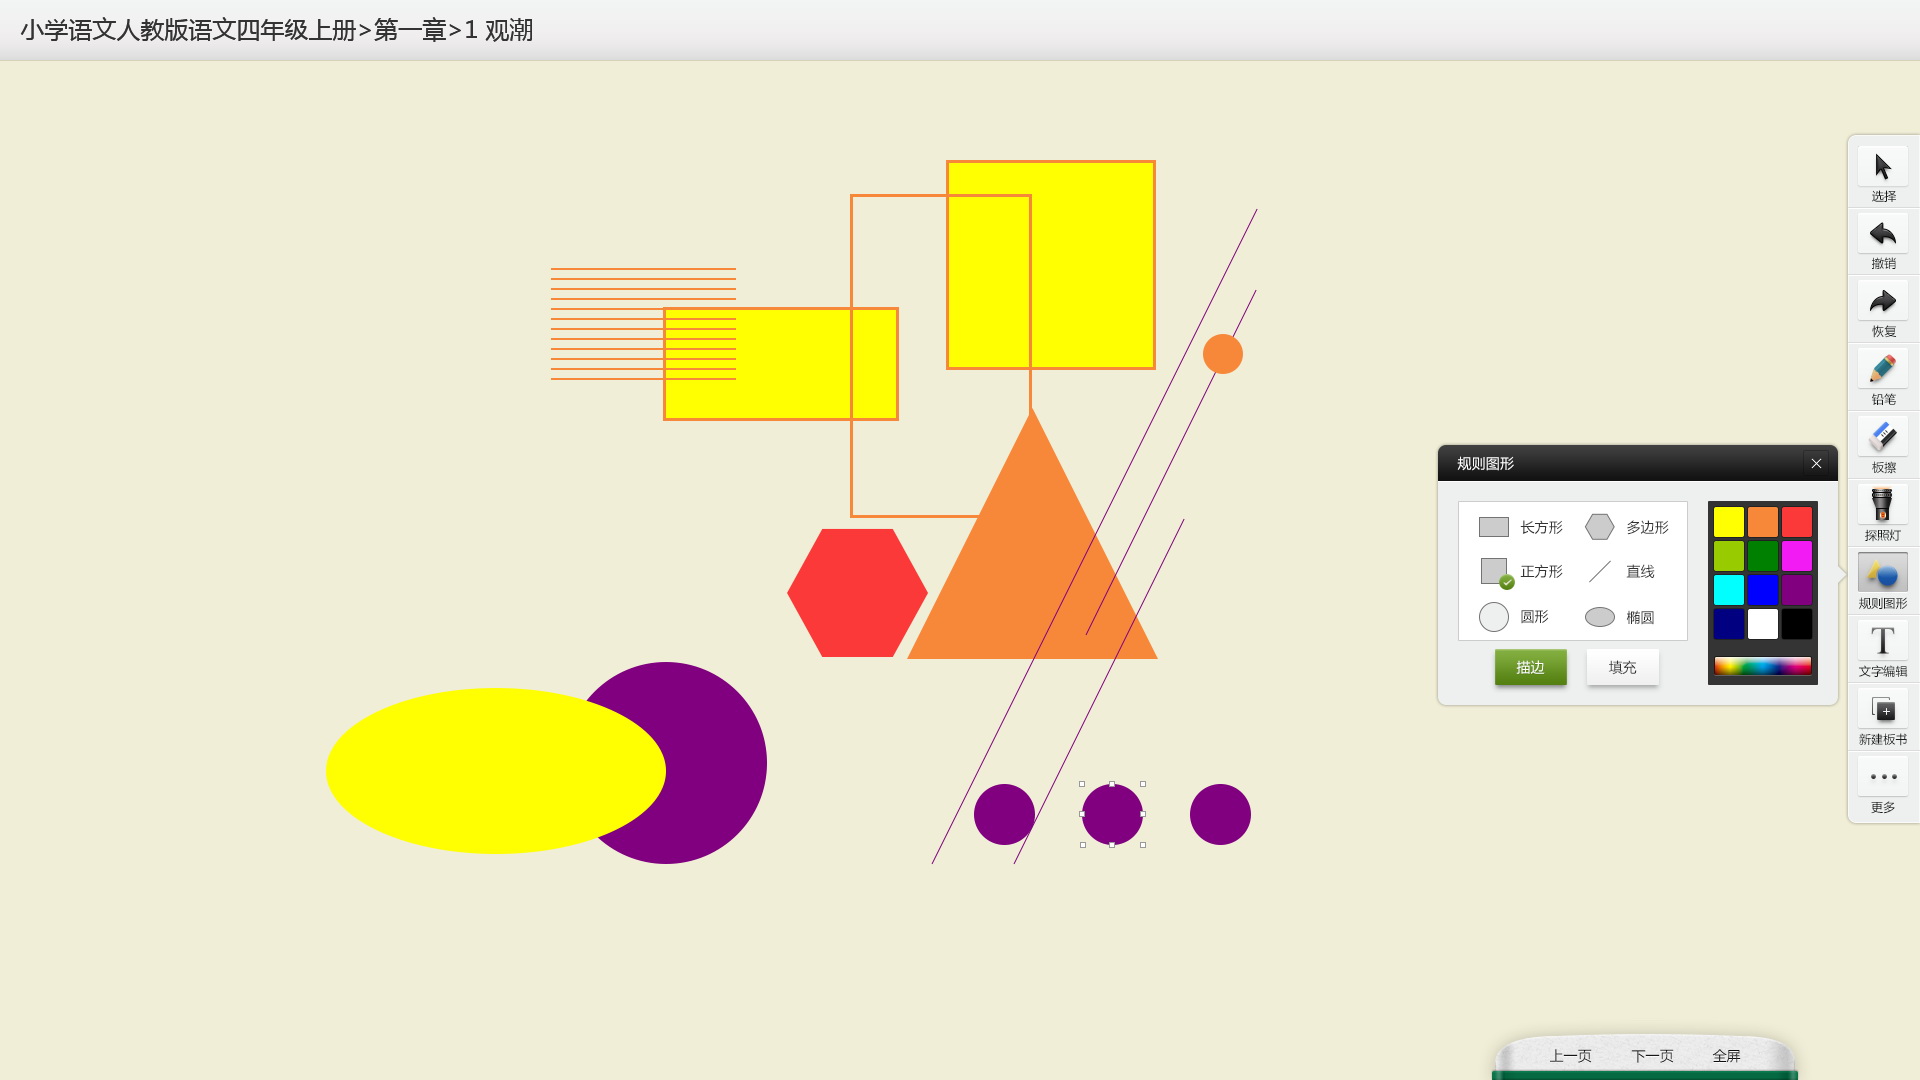 小学语文人教版语文四年级上册>第一章>1 观潮
选择
撤销
恢复
铅笔
板擦
探照灯
规则图形
文字编辑
新建板书
更多
规则图形
长方形 多边形
正方形 直线
圆形 椭圆
描边 填充
上一页 下一页 全屏